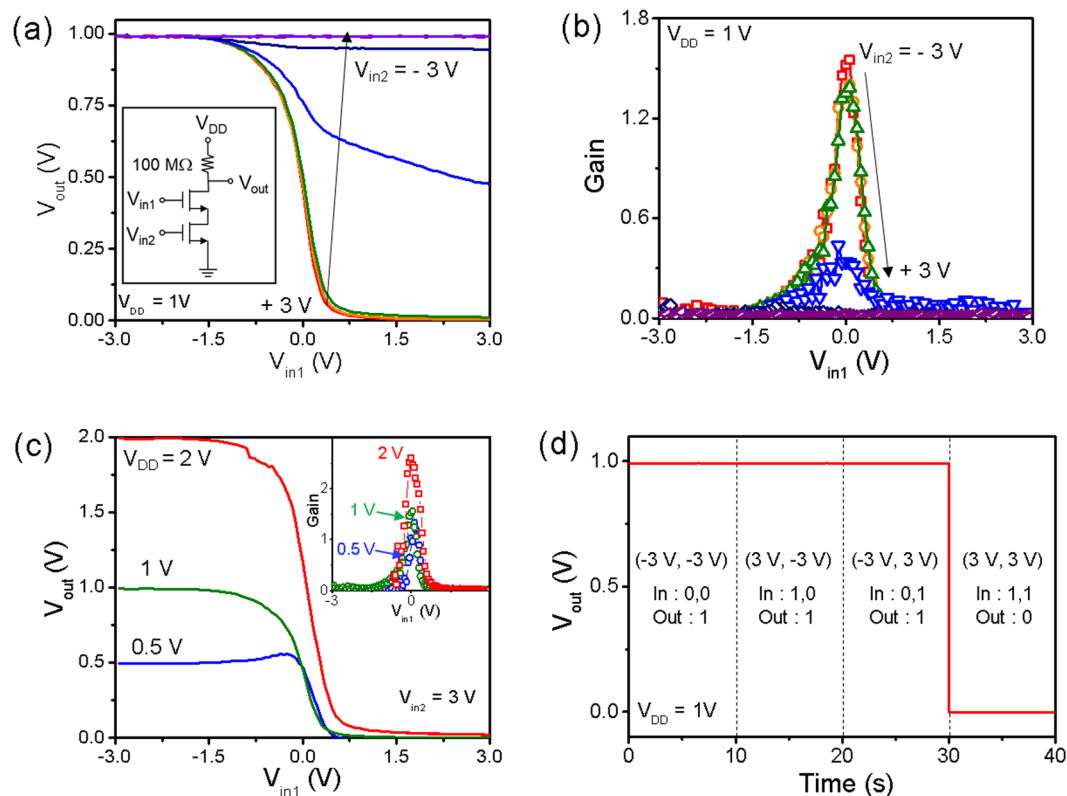 (a)
1.00
0.75
0.50
0.25
0.00
V_out (V)
-3.0 -1.5 0.0 1.5 3.0
V_in1 (V)
V_in2 = - 3 V
+ 3 V
V_DD
100 MΩ
V_out
V_in1
V_in2
V_DD = 1V
(b)
1.8
1.2
0.6
0.0
Gain
V_DD = 1 V
V_in2 = - 3 V
+ 3 V
-3.0 -1.5 0.0 1.5 3.0
V_in1 (V)
(c)
2.0
1.5
1.0
0.5
0.0
V_out (V)
V_DD = 2 V
1 V
0.5 V
V_in2 = 3 V
-3.0 -1.5 0.0 1.5 3.0
V_in1 (V)
2
1
0
Gain
2 V
1 V
0.5 V
-3 0 3
V_in1 (V)
(d)
1.0
0.5
0.0
V_out (V)
(-3 V, -3 V)
In : 0,0
Out : 1
(3 V, -3 V)
In : 1,0
Out : 1
(-3 V, 3 V)
In : 0,1
Out : 1
(3 V, 3 V)
In : 1,1
Out : 0
V_DD = 1V
0 10 20 30 40
Time (s)